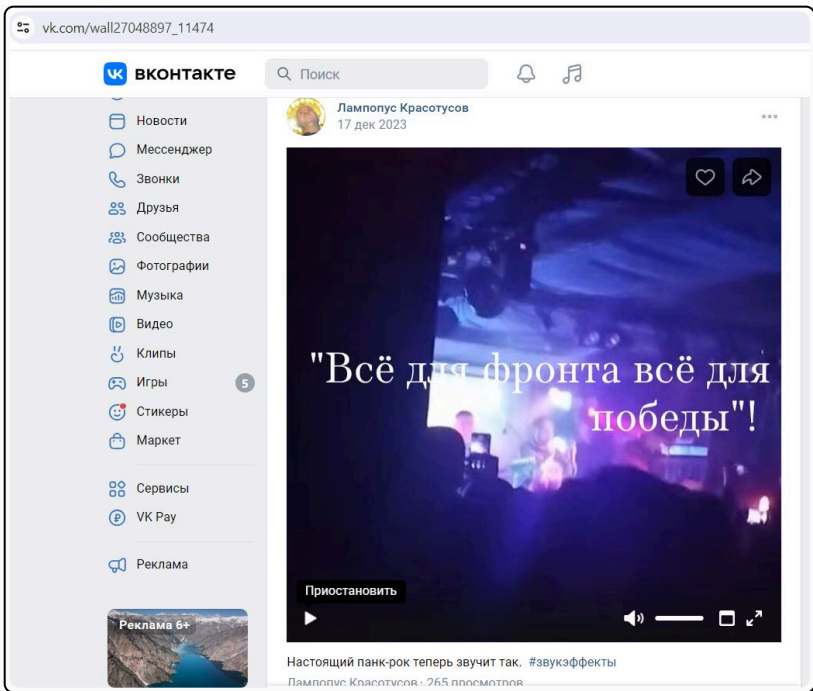 vk.com/wall27048897_11474
вконтакте
Поиск
Новости
Мессенджер
Звонки
Друзья
Сообщества
Фотографии
Музыка
Видео
Клипы
Игры
5
Стикеры
Маркет
Сервисы
VK Pay
Реклама
Реклама 6+
Лампопус Красотусов
17 дек 2023
"Всё для фронта всё для
победы"!
Приостановить
Настоящий панк-рок теперь звучит так. #звукэффекты
Лампопус Красотусов · 265 просмотров